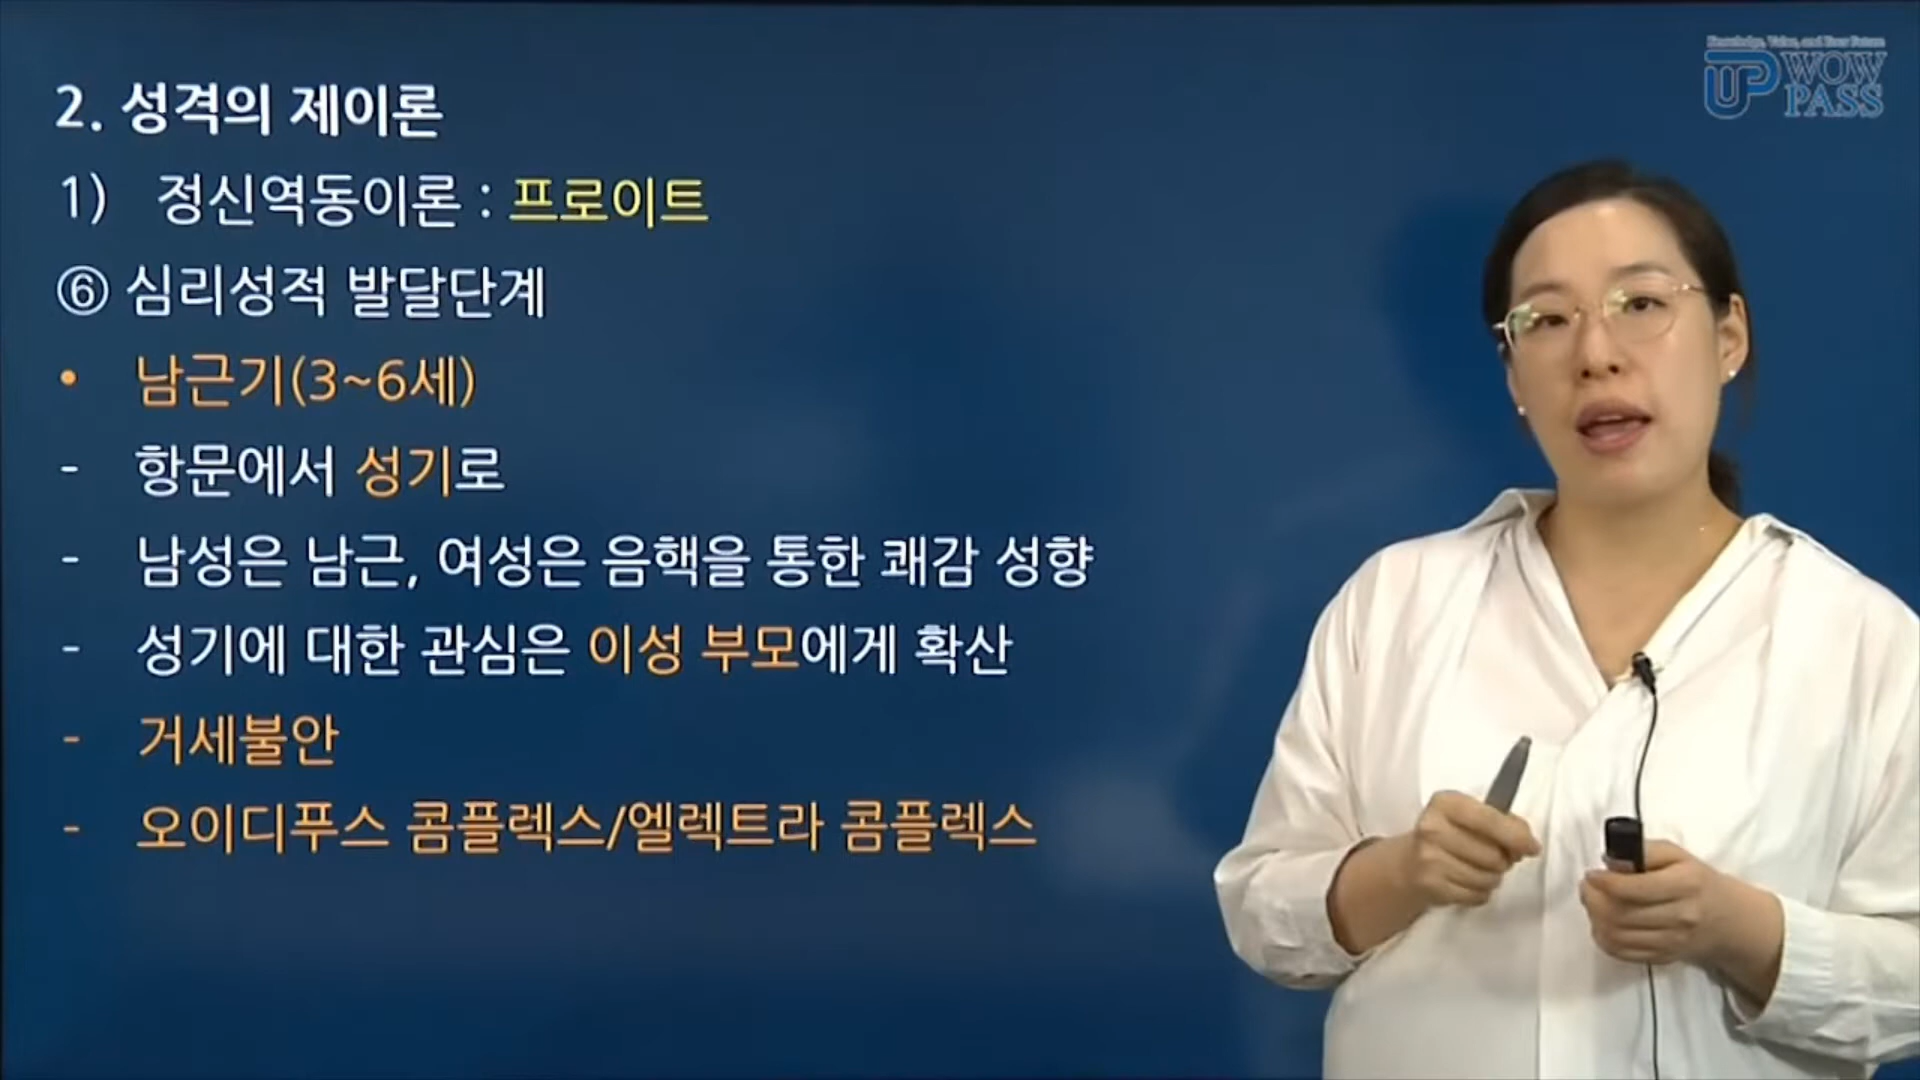 Knowledge, Value, and Your Future
UP WOW PASS
2. 성격의 제이론
1) 정신역동이론 : 프로이트
⑥ 심리성적 발달단계
• 남근기(3~6세)
- 항문에서 성기로
- 남성은 남근, 여성은 음핵을 통한 쾌감 성향
- 성기에 대한 관심은 이성 부모에게 확산
- 거세불안
- 오이디푸스 콤플렉스/엘렉트라 콤플렉스